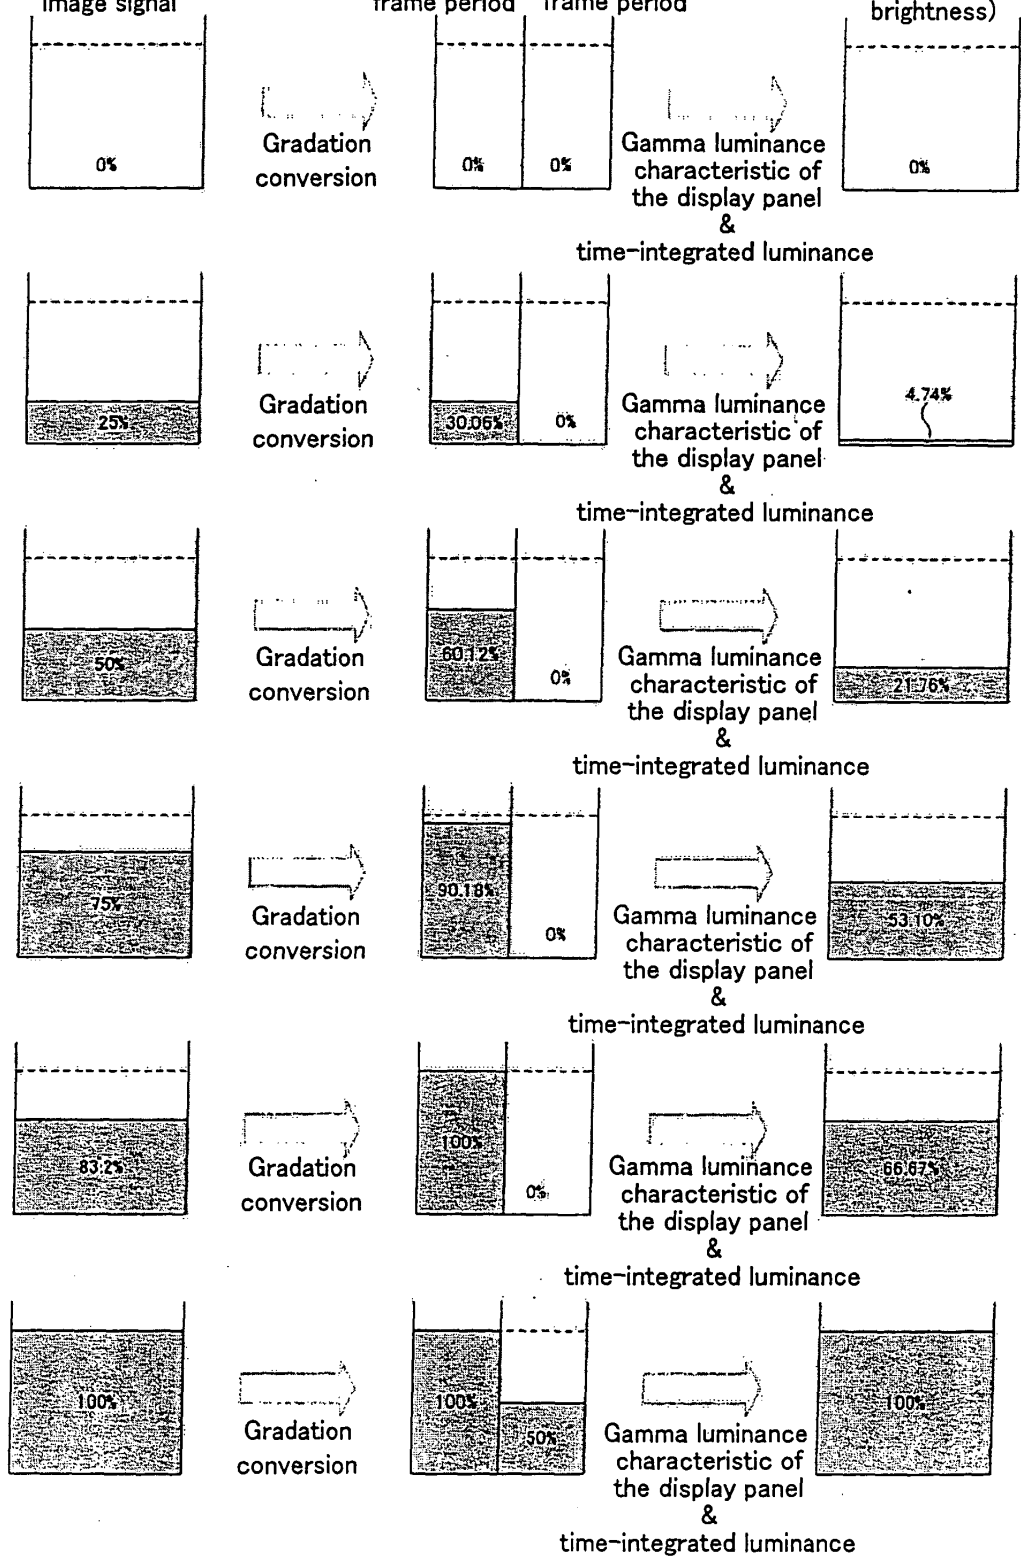 image signal
frame period frame period
brightness)
Gradation
conversion
0%
0% 0%
Gamma luminance
characteristic of
the display panel
&
time-integrated luminance
0%
25%
Gradation
conversion
30.06% 0%
Gamma luminance
characteristic of
the display panel
&
time-integrated luminance
4.74%
50%
Gradation
conversion
60.12% 0%
Gamma luminance
characteristic of
the display panel
&
time-integrated luminance
21.76%
75%
Gradation
conversion
90.18% 0%
Gamma luminance
characteristic of
the display panel
&
time-integrated luminance
53.10%
83.2%
Gradation
conversion
100% 0%
Gamma luminance
characteristic of
the display panel
&
time-integrated luminance
66.67%
100%
Gradation
conversion
100% 50%
Gamma luminance
characteristic of
the display panel
&
time-integrated luminance
100%